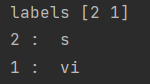 labels [2 1]
2 :  s
1 :  vi